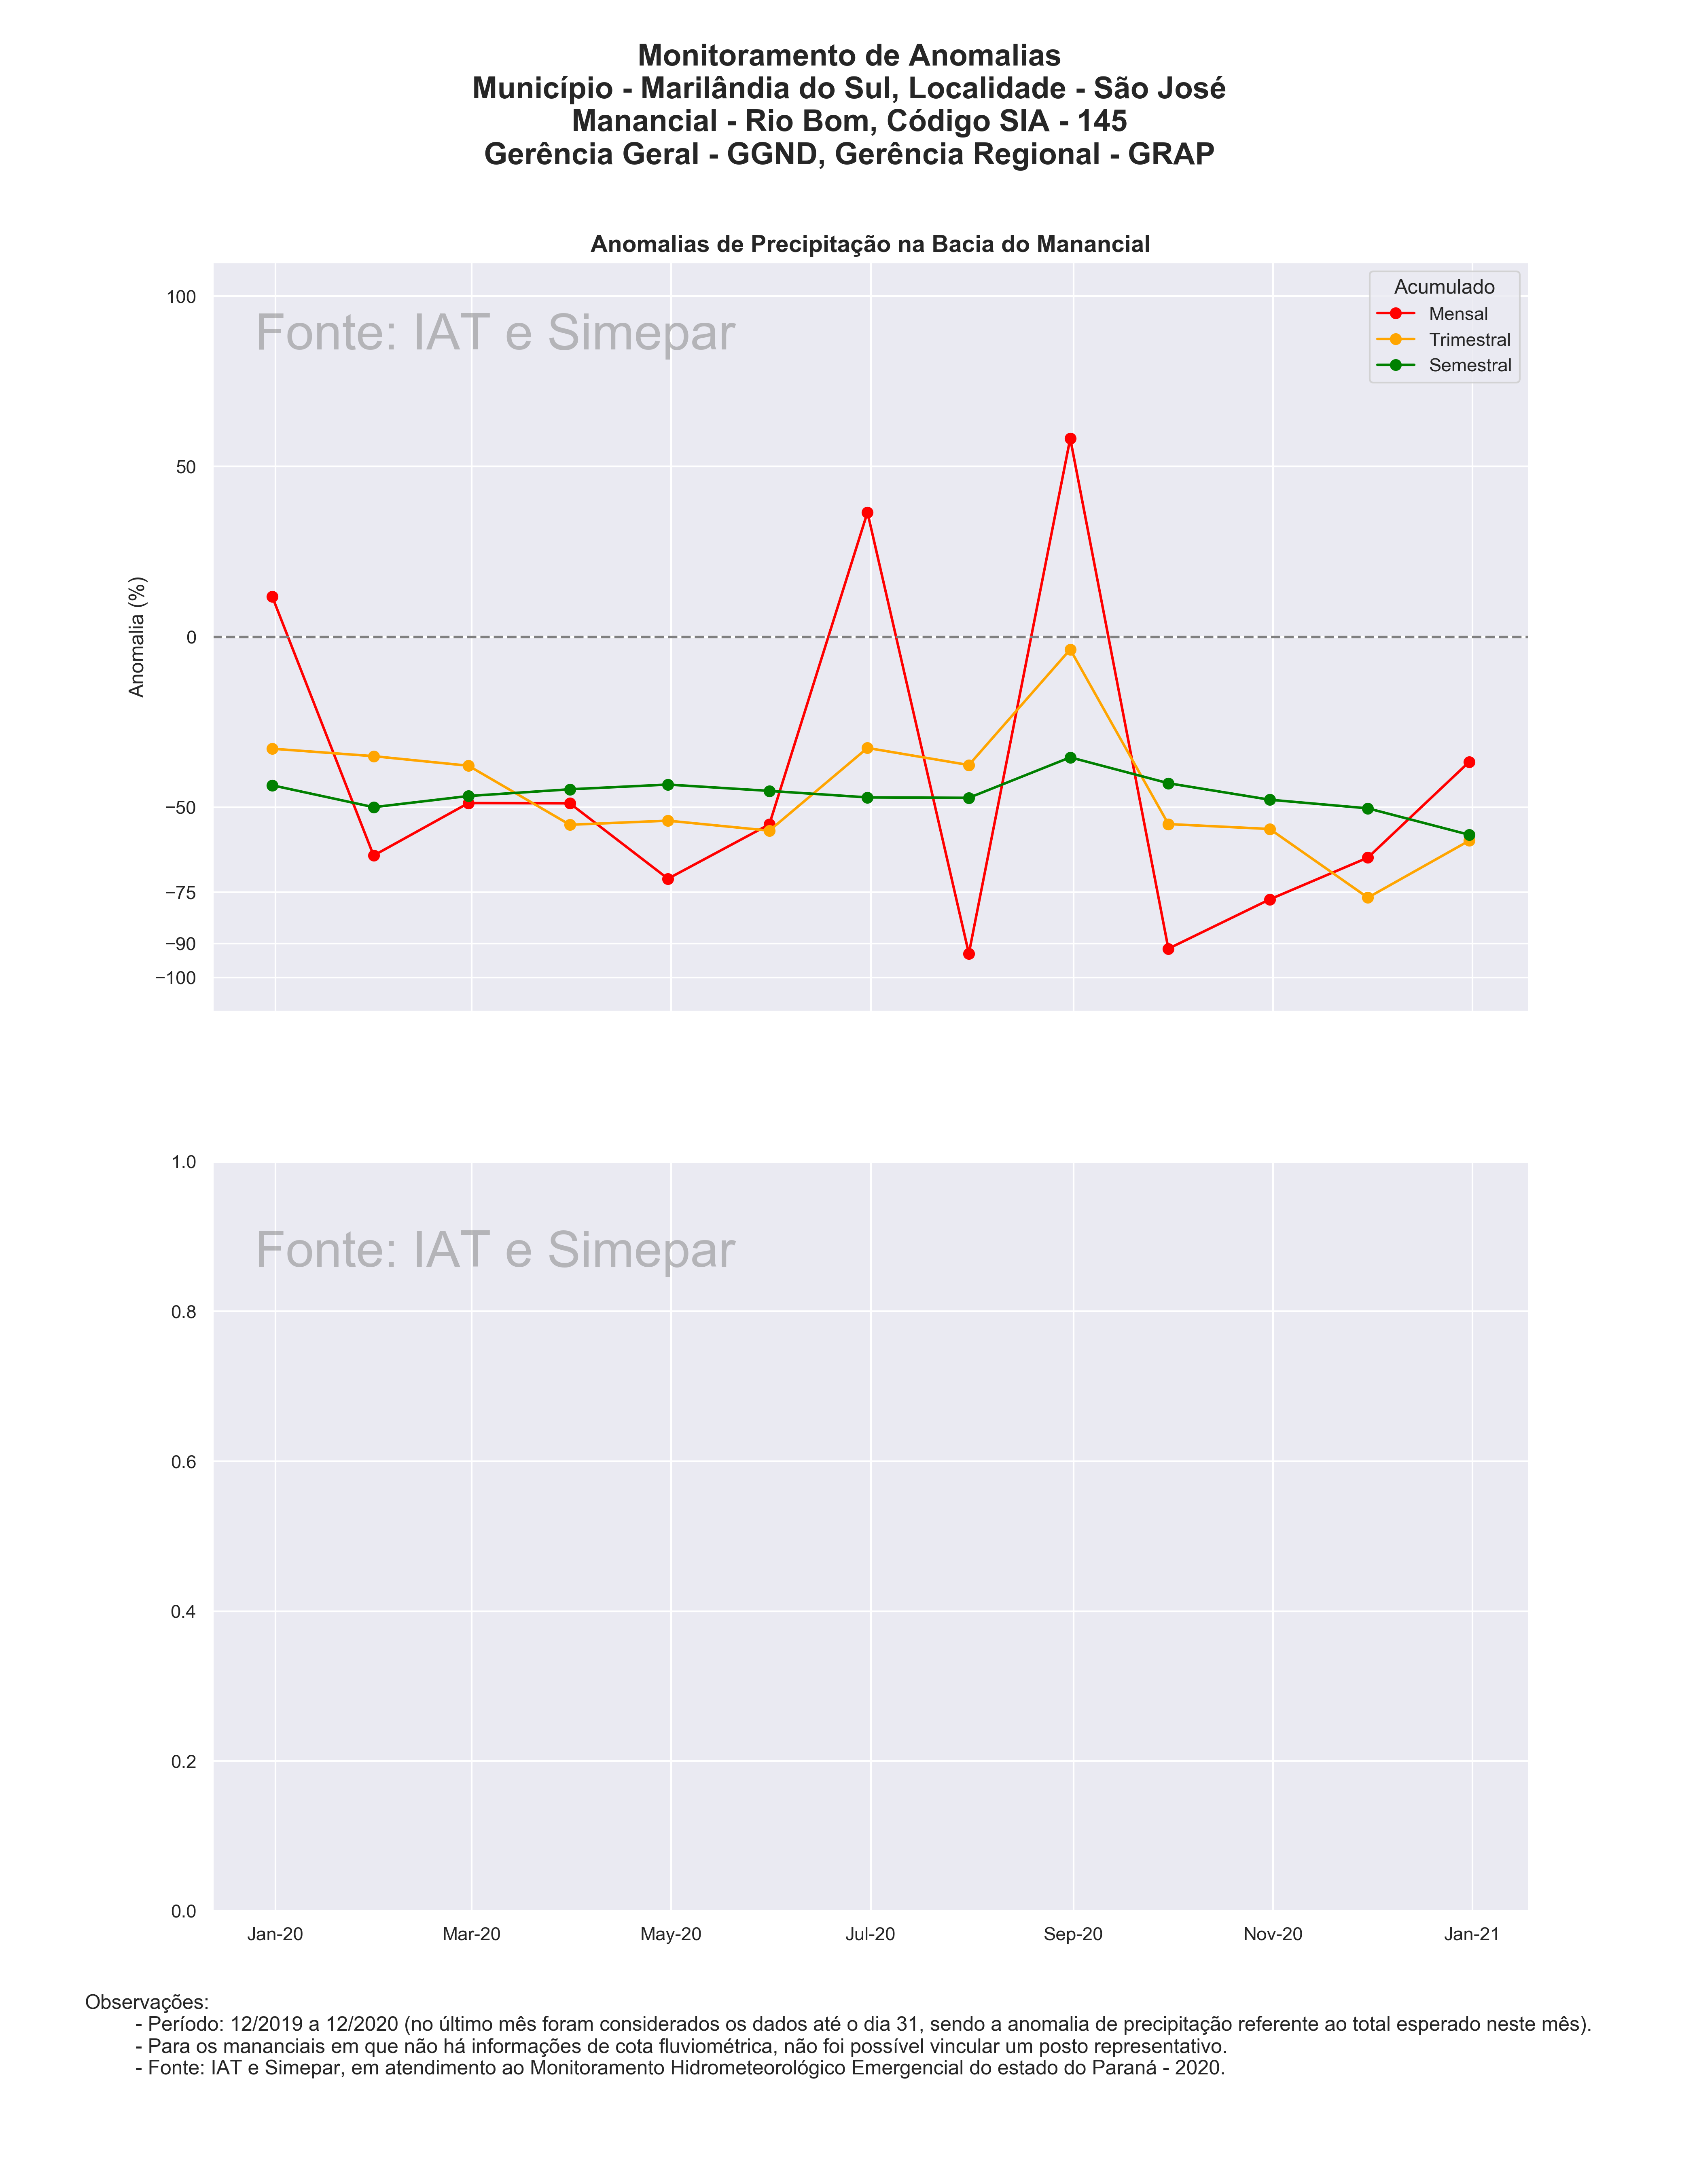 Monitoramento de Anomalias
Município - Marilândia do Sul, Localidade - São José
Manancial - Rio Bom, Código SIA - 145
Gerência Geral - GGND, Gerência Regional - GRAP
Anomalias de Precipitação na Bacia do Manancial
Fonte: IAT e Simepar
Acumulado
Mensal
Trimestral
Semestral
Anomalia (%)
100
50
0
−50
−75
−90
−100
Fonte: IAT e Simepar
1.0
0.8
0.6
0.4
0.2
0.0
Jan-20 Mar-20 May-20 Jul-20 Sep-20 Nov-20 Jan-21
Observações:
- Período: 12/2019 a 12/2020 (no último mês foram considerados os dados até o dia 31, sendo a anomalia de precipitação referente ao total esperado neste mês).
- Para os mananciais em que não há informações de cota fluviométrica, não foi possível vincular um posto representativo.
- Fonte: IAT e Simepar, em atendimento ao Monitoramento Hidrometeorológico Emergencial do estado do Paraná - 2020.